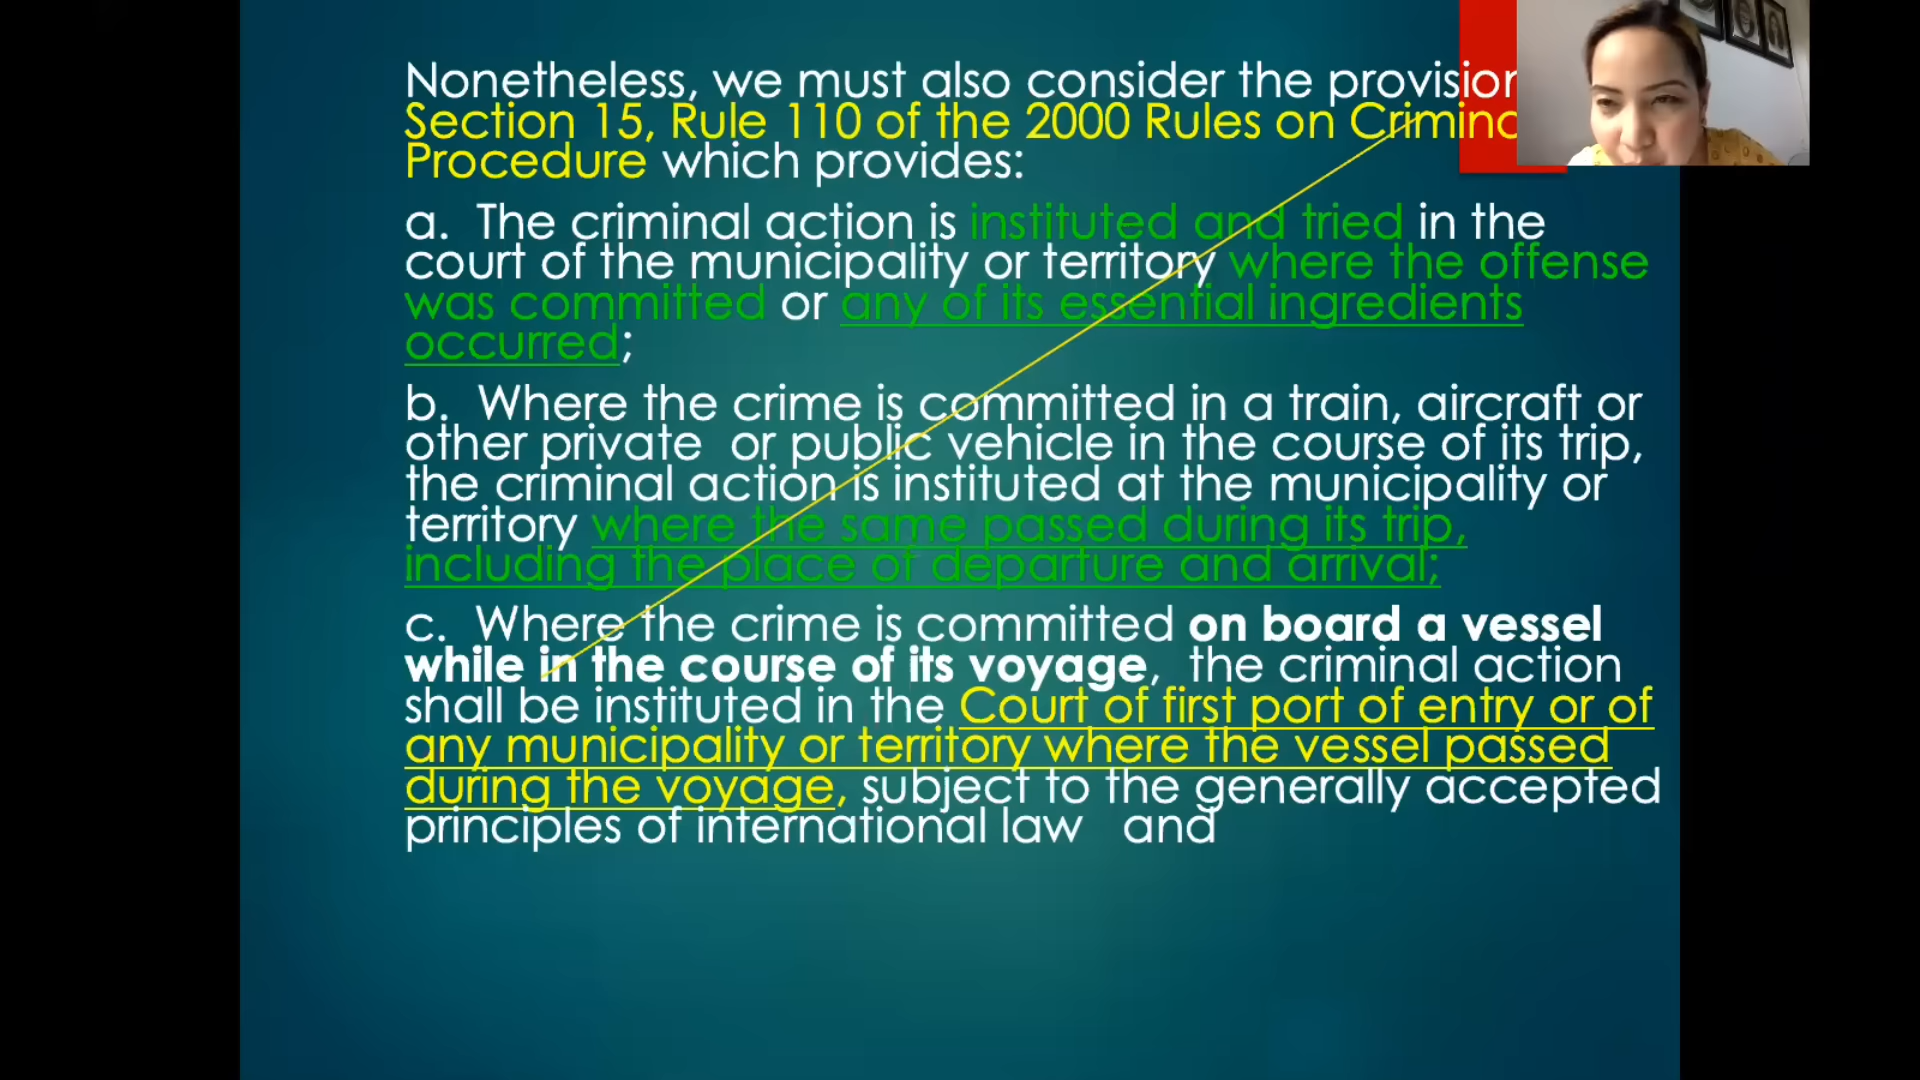 Nonetheless, we must also consider the provision
Section 15, Rule 110 of the 2000 Rules on
Procedure which provides:
a. The criminal action is instituted and tried in the
court of the municipality or territory where the offense
was committed or any of its essential ingredients
occurred;
b. Where the crime is committed in a train, aircraft or
other private or public vehicle in the course of its trip,
the criminal action is instituted at the municipality or
territory where the same passed during its trip,
including the place of departure and arrival;
c. Where the crime is committed on board a vessel
while in the course of its voyage, the criminal action
shall be instituted in the Court of first port of entry or of
any municipality or territory where the vessel passed
during the voyage, subject to the generally accepted
principles of international law and